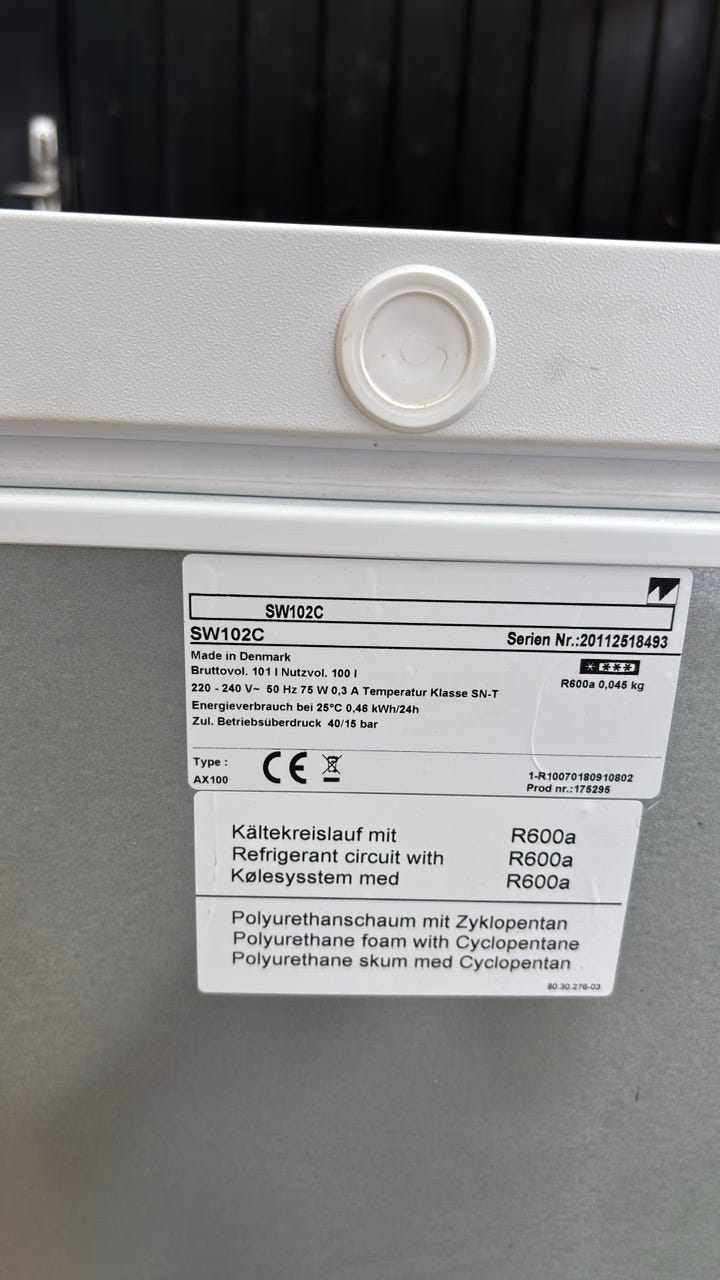 SW102C
SW102C Serien Nr.:20112518493
Made in Denmark
Bruttovol. 101 l Nutzvol. 100 l
220 - 240 V~ 50 Hz 75 W 0,3 A Temperatur Klasse SN-T
R600a 0,045 kg
Energieverbrauch bei 25°C 0,46 kWh/24h
Zul. Betriebsüberdruck 40/15 bar
Type :
AX100
CE
1-R10070180910802
Prod nr.:175295
Kältekreislauf mit R600a
Refrigerant circuit with R600a
Kølesysstem med R600a
Polyurethanschaum mit Zyklopentan
Polyurethane foam with Cyclopentane
Polyurethane skum med Cyclopentan
80.30.276-03